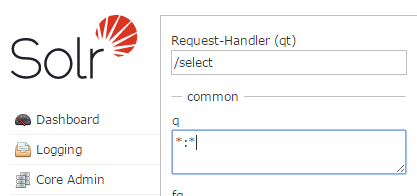 Solr
Dashboard
Logging
Core Admin
Request-Handler (qt)
/select
common
q
*:*
fq